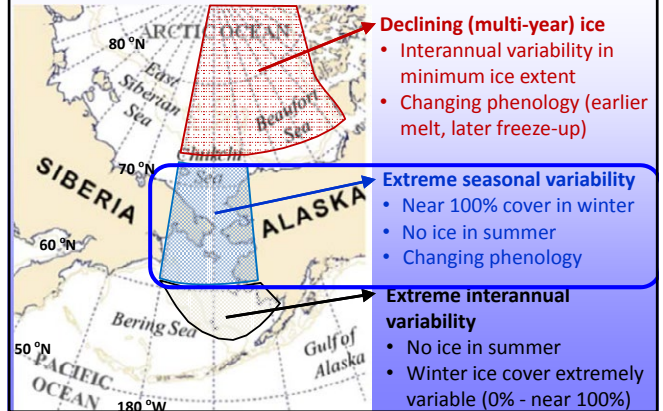 ARCTIC OCEAN
80 °N
East
Siberian
Sea
Beaufort
Sea
Chukchi
Sea
70 °N
SIBERIA
ALASKA
60 °N
Bering Sea
Gulf of
Alaska
50 °N
PACIFIC
OCEAN
180 °W
Declining (multi-year) ice
• Interannual variability in
minimum ice extent
• Changing phenology (earlier
melt, later freeze-up)
Extreme seasonal variability
• Near 100% cover in winter
• No ice in summer
• Changing phenology
Extreme interannual
variability
• No ice in summer
• Winter ice cover extremely
variable (0% - near 100%)